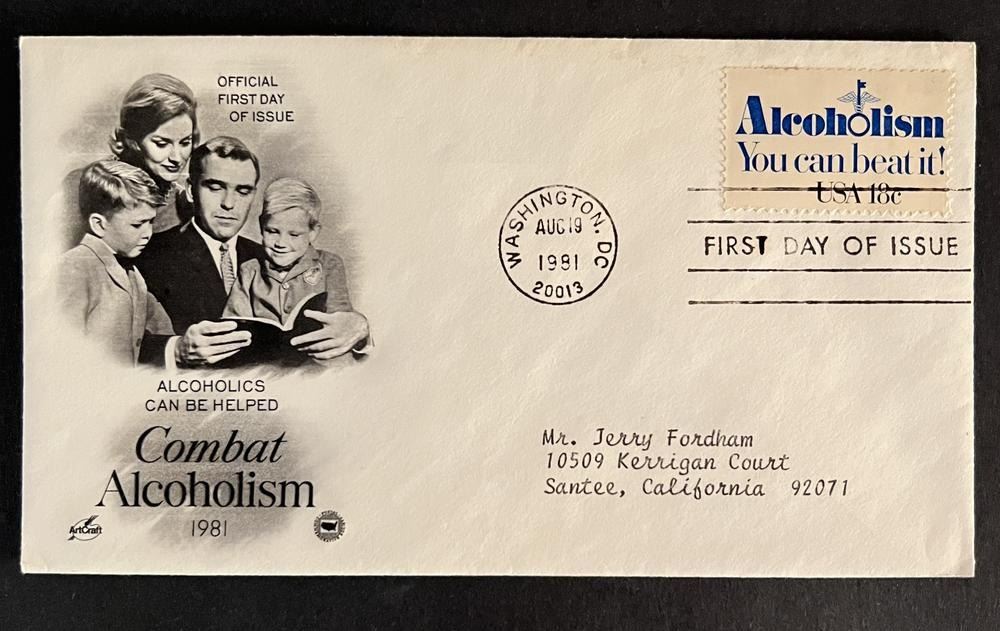 OFFICIAL
FIRST DAY
OF ISSUE
ALCOHOLICS
CAN BE HELPED
Combat
Alcoholism
1981
ArtCraft
WASHINGTON, DC
AUG 19
1981
20013
Alcoholism
You can beat it!
USA 18c
FIRST DAY OF ISSUE
Mr. Jerry Fordham
10509 Kerrigan Court
Santee, California 92071